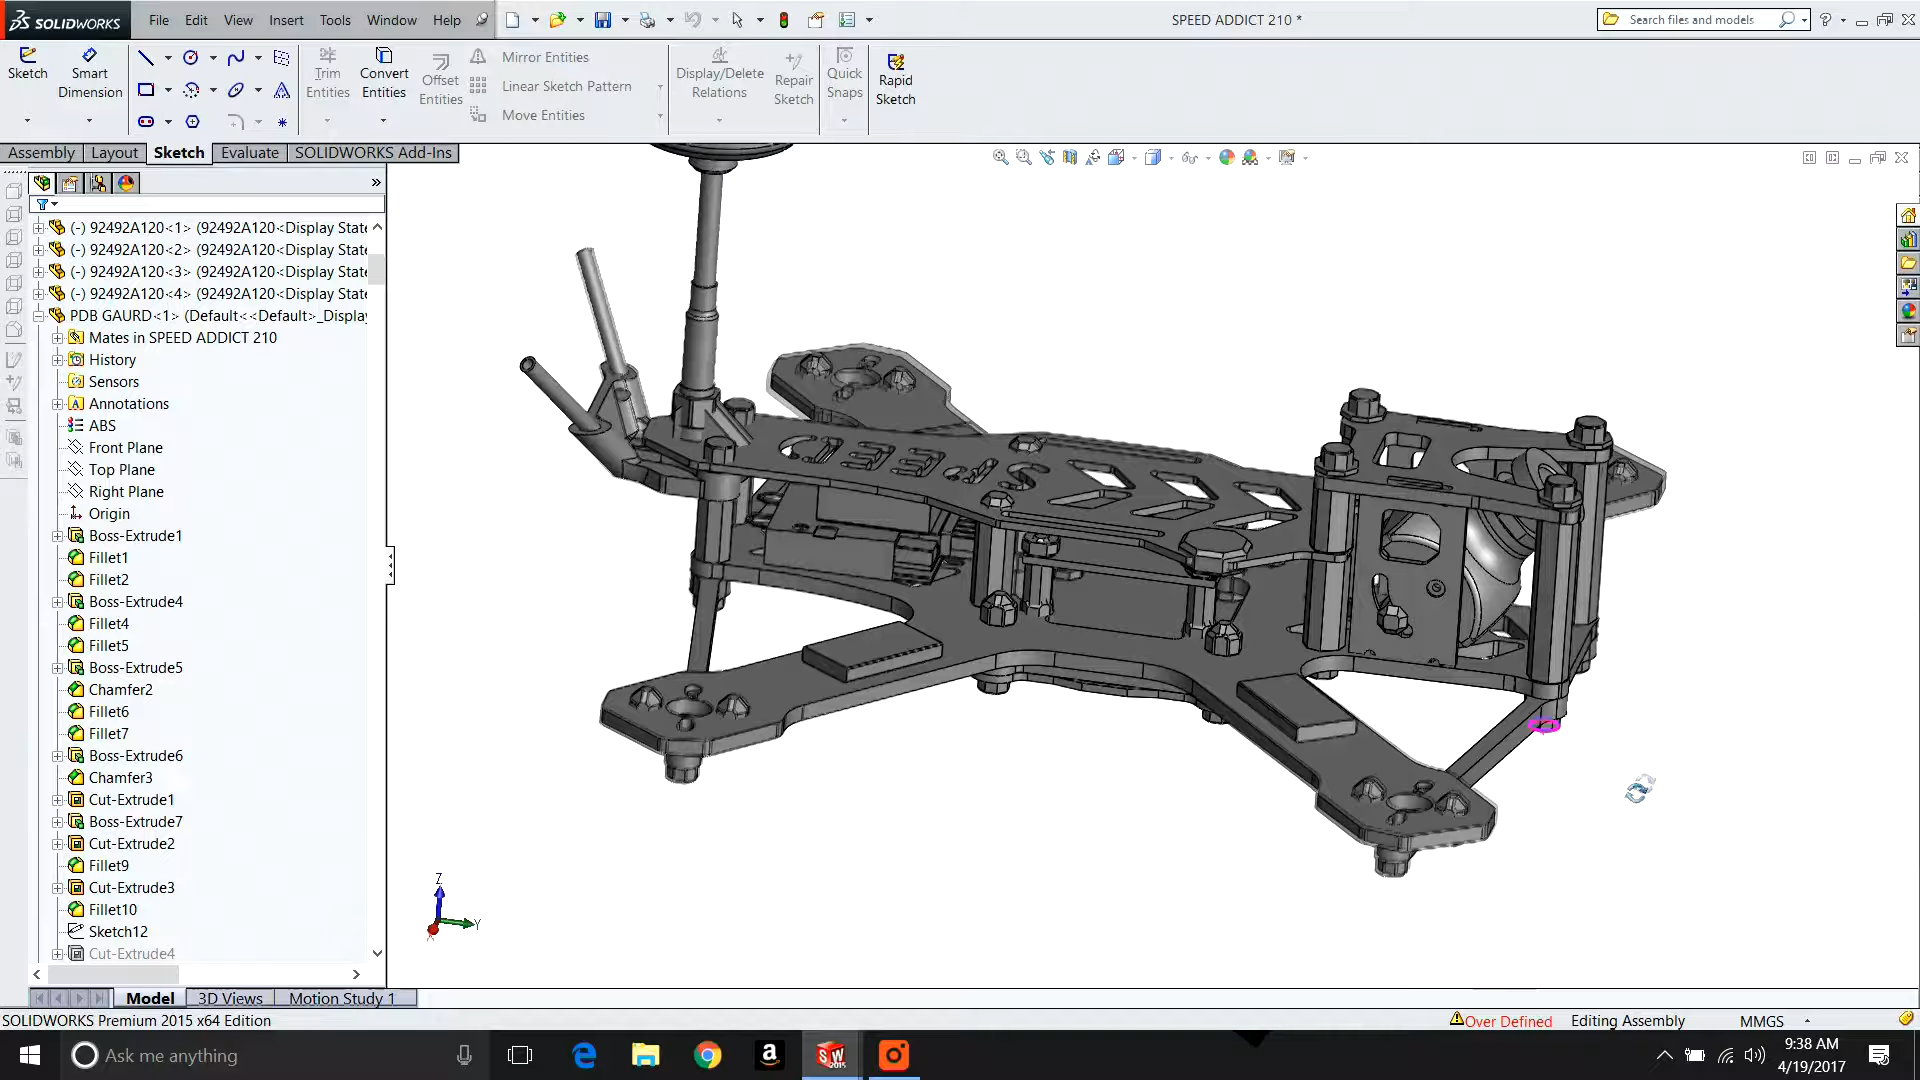 SOLIDWORKS
File Edit View Insert Tools Window Help
SPEED ADDICT 210 *
Search files and models
Sketch
Smart Dimension
Trim Entities
Convert Entities
Offset Entities
Mirror Entities
Linear Sketch Pattern
Move Entities
Display/Delete Relations
Repair Sketch
Quick Snaps
Rapid Sketch
Assembly Layout Sketch Evaluate SOLIDWORKS Add-Ins
(-) 92492A120<1> (92492A120<Display State
(-) 92492A120<2> (92492A120<Display State
(-) 92492A120<3> (92492A120<Display State
(-) 92492A120<4> (92492A120<Display State
PDB GAURD<1> (Default<<Default>_Display
Mates in SPEED ADDICT 210
History
Sensors
Annotations
ABS
Front Plane
Top Plane
Right Plane
Origin
Boss-Extrude1
Fillet1
Fillet2
Boss-Extrude4
Fillet4
Fillet5
Boss-Extrude5
Chamfer2
Fillet6
Fillet7
Boss-Extrude6
Chamfer3
Cut-Extrude1
Boss-Extrude7
Cut-Extrude2
Fillet9
Cut-Extrude3
Fillet10
Sketch12
Cut-Extrude4
SPEED
Z
Y
X
Model 3D Views Motion Study 1
SOLIDWORKS Premium 2015 x64 Edition
Over Defined Editing Assembly MMGS
Ask me anything
SW
2015
9:38 AM
4/19/2017